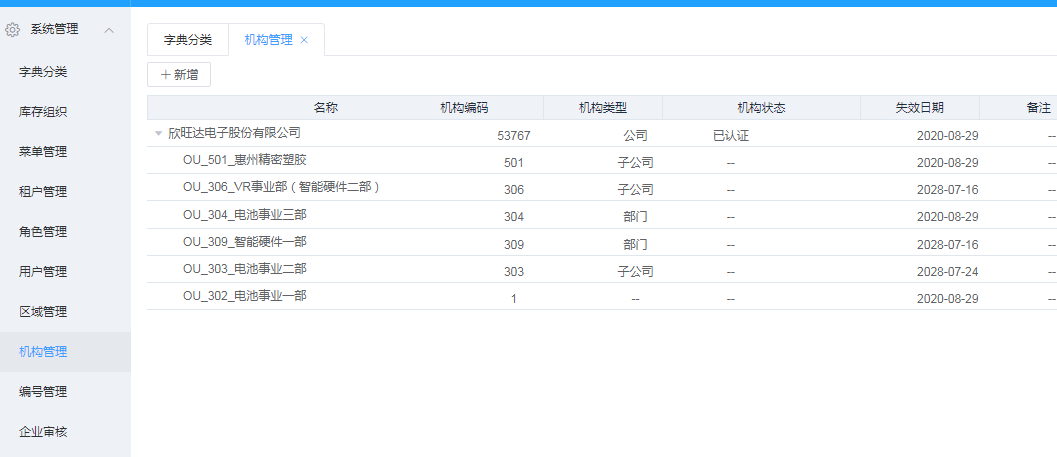 系统管理
字典分类
库存组织
菜单管理
租户管理
角色管理
用户管理
区域管理
机构管理
编号管理
企业审核
字典分类 机构管理 ×
+ 新增
名称 机构编码 机构类型 机构状态 失效日期 备注
欣旺达电子股份有限公司 53767 公司 已认证 2020-08-29 --
OU_501_惠州精密塑胶 501 子公司 -- 2020-08-29 --
OU_306_VR事业部（智能硬件二部） 306 子公司 -- 2028-07-16 --
OU_304_电池事业三部 304 部门 -- 2020-08-29 --
OU_309_智能硬件一部 309 部门 -- 2028-07-16 --
OU_303_电池事业二部 303 子公司 -- 2028-07-24 --
OU_302_电池事业一部 1 -- -- 2020-08-29 --